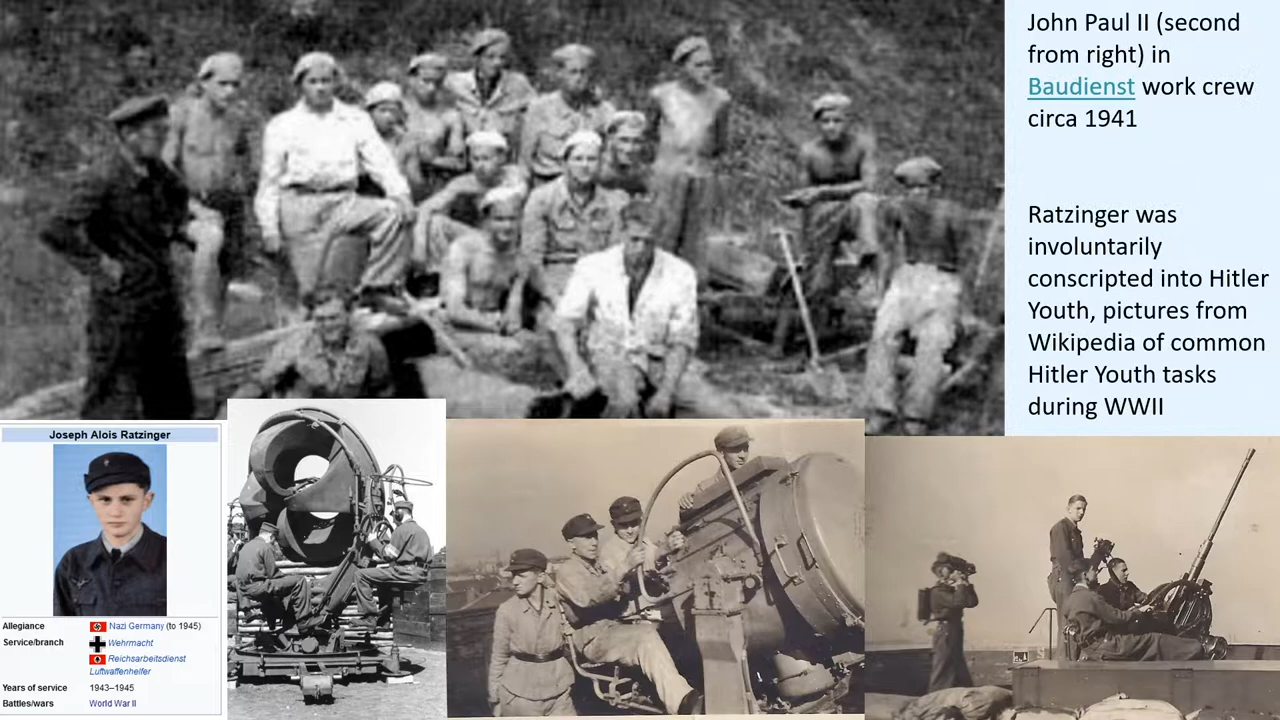 John Paul II (second
from right) in
Baudienst work crew
circa 1941
Ratzinger was
involuntarily
conscripted into Hitler
Youth, pictures from
Wikipedia of common
Hitler Youth tasks
during WWII
Joseph Alois Ratzinger
Allegiance Nazi Germany (to 1945)
Service/branch Wehrmacht
Reichsarbeitsdienst
Luftwaffenhelfer
Years of service 1943–1945
Battles/wars World War II